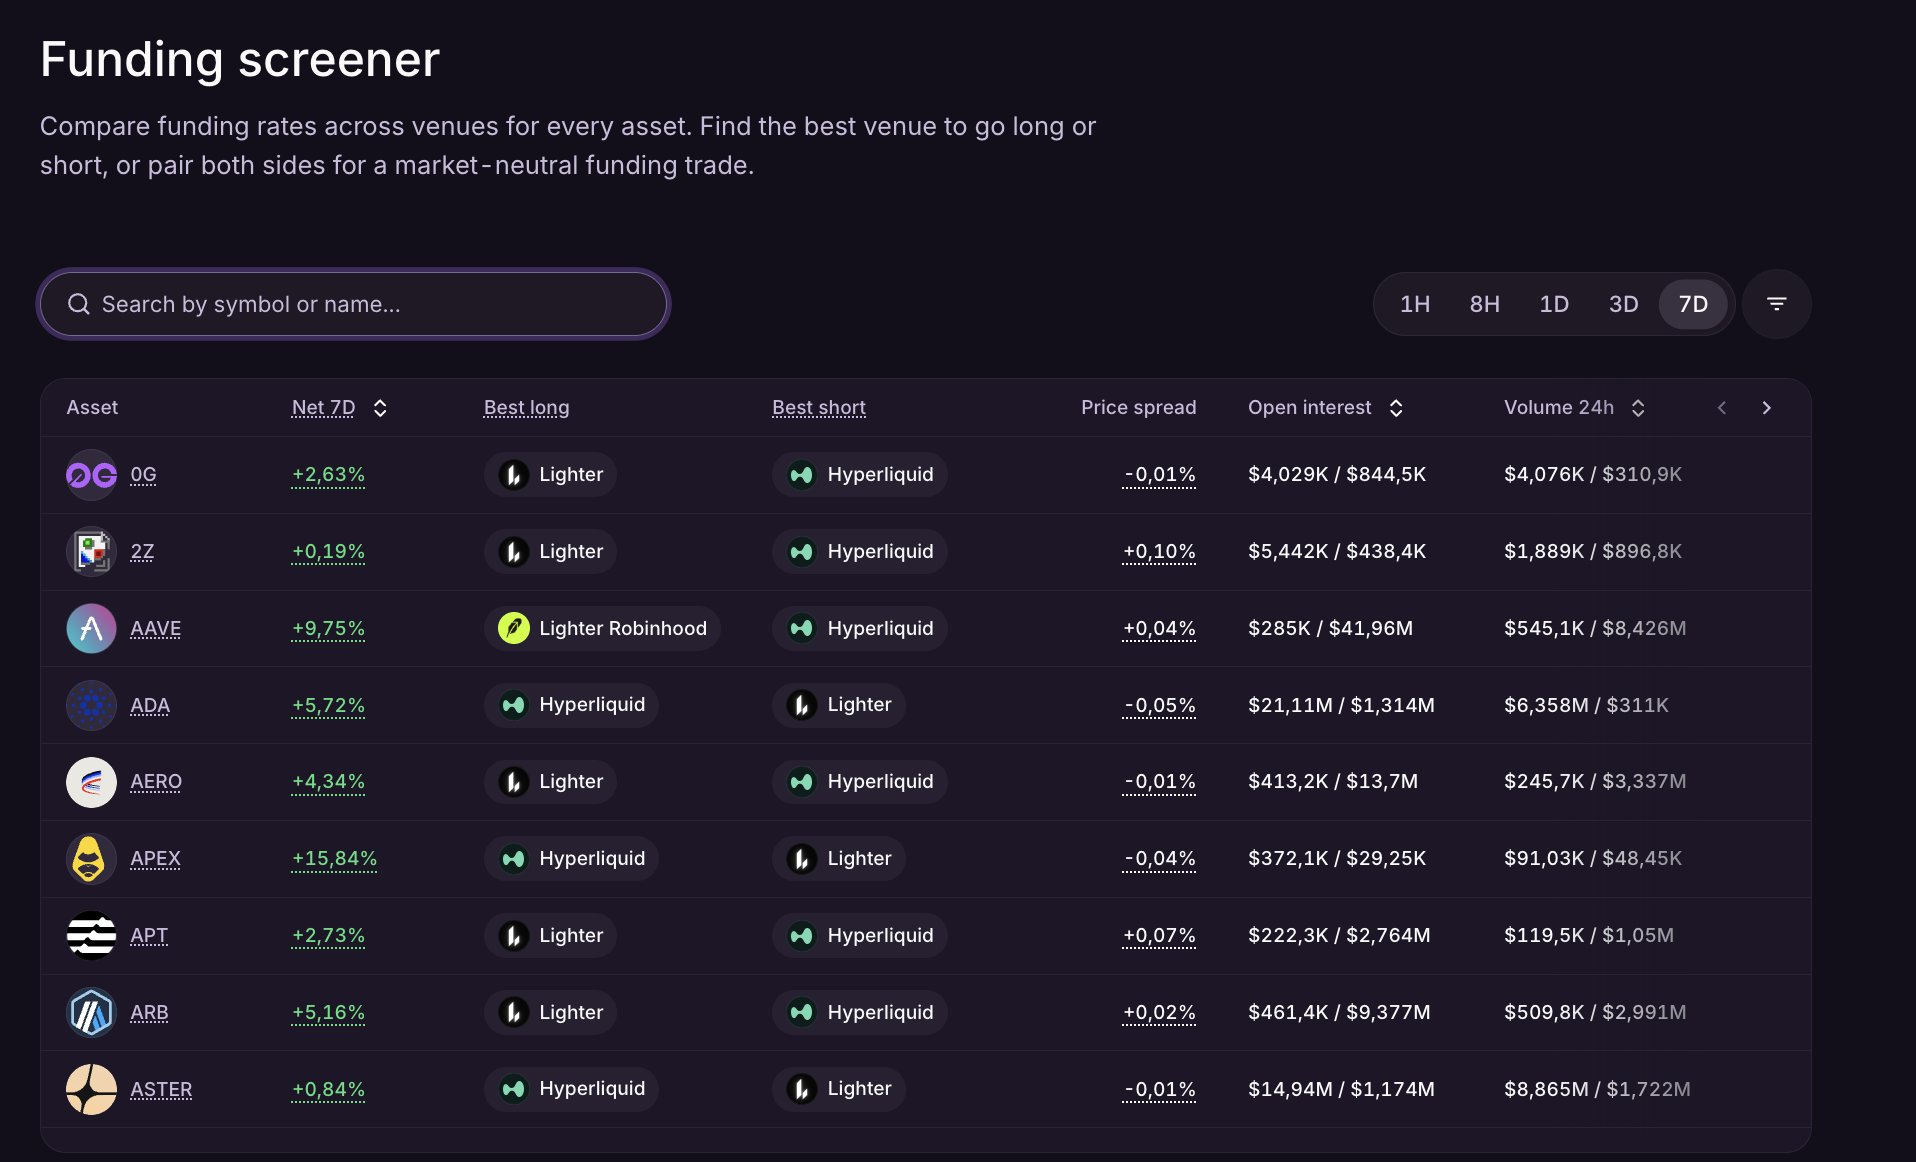 Funding screener
Compare funding rates across venues for every asset. Find the best venue to go long or
short, or pair both sides for a market-neutral funding trade.
Search by symbol or name...
1H 8H 1D 3D 7D
Asset Net 7D Best long Best short Price spread Open interest Volume 24h
0G +2,63% Lighter Hyperliquid -0,01% $4,029K / $844,5K $4,076K / $310,9K
2Z +0,19% Lighter Hyperliquid +0,10% $5,442K / $438,4K $1,889K / $896,8K
AAVE +9,75% Lighter Robinhood Hyperliquid +0,04% $285K / $41,96M $545,1K / $8,426M
ADA +5,72% Hyperliquid Lighter -0,05% $21,11M / $1,314M $6,358M / $311K
AERO +4,34% Lighter Hyperliquid -0,01% $413,2K / $13,7M $245,7K / $3,337M
APEX +15,84% Hyperliquid Lighter -0,04% $372,1K / $29,25K $91,03K / $48,45K
APT +2,73% Lighter Hyperliquid +0,07% $222,3K / $2,764M $119,5K / $1,05M
ARB +5,16% Lighter Hyperliquid +0,02% $461,4K / $9,377M $509,8K / $2,991M
ASTER +0,84% Hyperliquid Lighter -0,01% $14,94M / $1,174M $8,865M / $1,722M